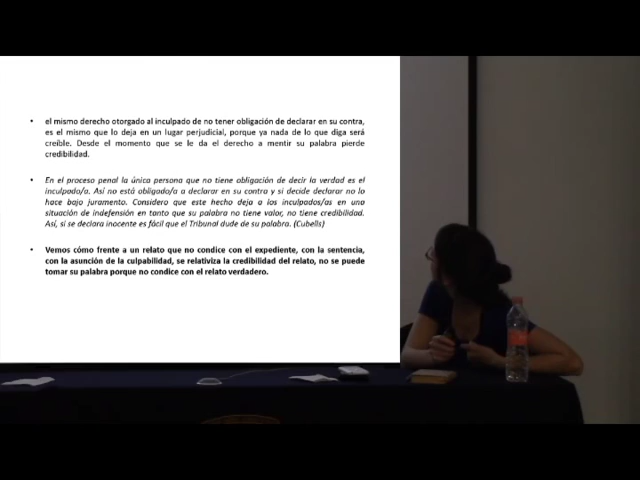 • el mismo derecho otorgado al inculpado de no tener obligación de declarar en su contra,
es el mismo que lo deja en un lugar perjudicial, porque ya nada de lo que diga será
creíble. Desde el momento que se le da el derecho a mentir su palabra pierde
credibilidad.
• En el proceso penal la única persona que no tiene obligación de decir la verdad es el
inculpado/a. Así no está obligado/a a declarar en su contra y si decide declarar no lo
hace bajo juramento. Considero que este hecho deja a los inculpados/as en una
situación de indefensión en tanto que su palabra no tiene valor, no tiene credibilidad.
Así, si se declara inocente es fácil que el Tribunal dude de su palabra. (Cubells)
• Vemos cómo frente a un relato que no condice con el expediente, con la sentencia,
con la asunción de la culpabilidad, se relativiza la credibilidad del relato, no se puede
tomar su palabra porque no condice con el relato verdadero.